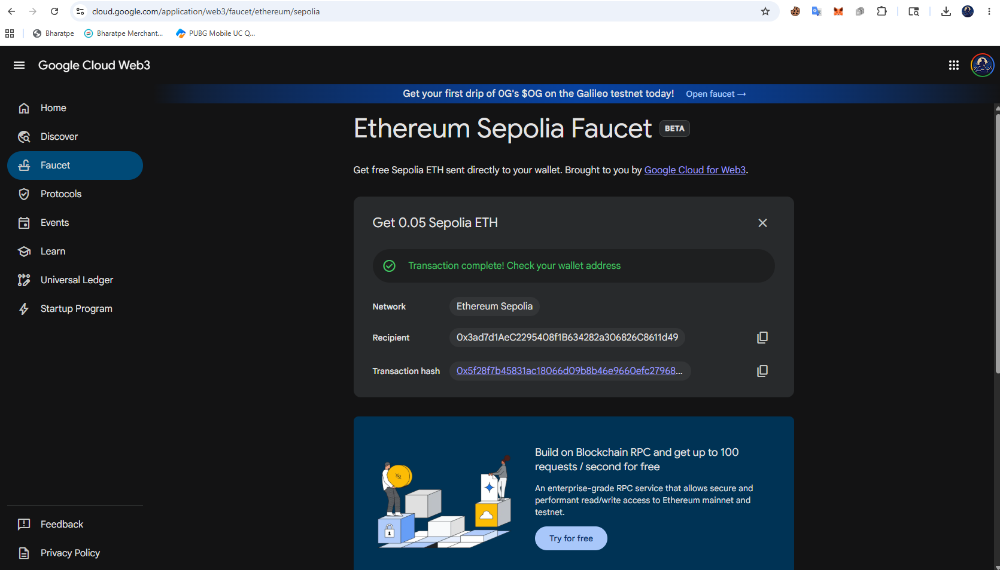 cloud.google.com/application/web3/faucet/ethereum/sepolia
Bharatpe
Bharatpe Merchant...
PUBG Mobile UC Q...
Google Cloud Web3
Get your first drip of 0G's $OG on the Galileo testnet today! Open faucet →
Home
Discover
Faucet
Protocols
Events
Learn
Universal Ledger
Startup Program
Feedback
Privacy Policy
Ethereum Sepolia Faucet BETA
Get free Sepolia ETH sent directly to your wallet. Brought to you by Google Cloud for Web3.
Get 0.05 Sepolia ETH
Transaction complete! Check your wallet address
Network Ethereum Sepolia
Recipient 0x3ad7d1AeC2295408f1B634282a306826C8611d49
Transaction hash 0x5f28f7b45831ac18066d09b8b46e9660efc27968...
Build on Blockchain RPC and get up to 100
requests / second for free
An enterprise-grade RPC service that allows secure and
performant read/write access to Ethereum mainnet and
testnet.
Try for free